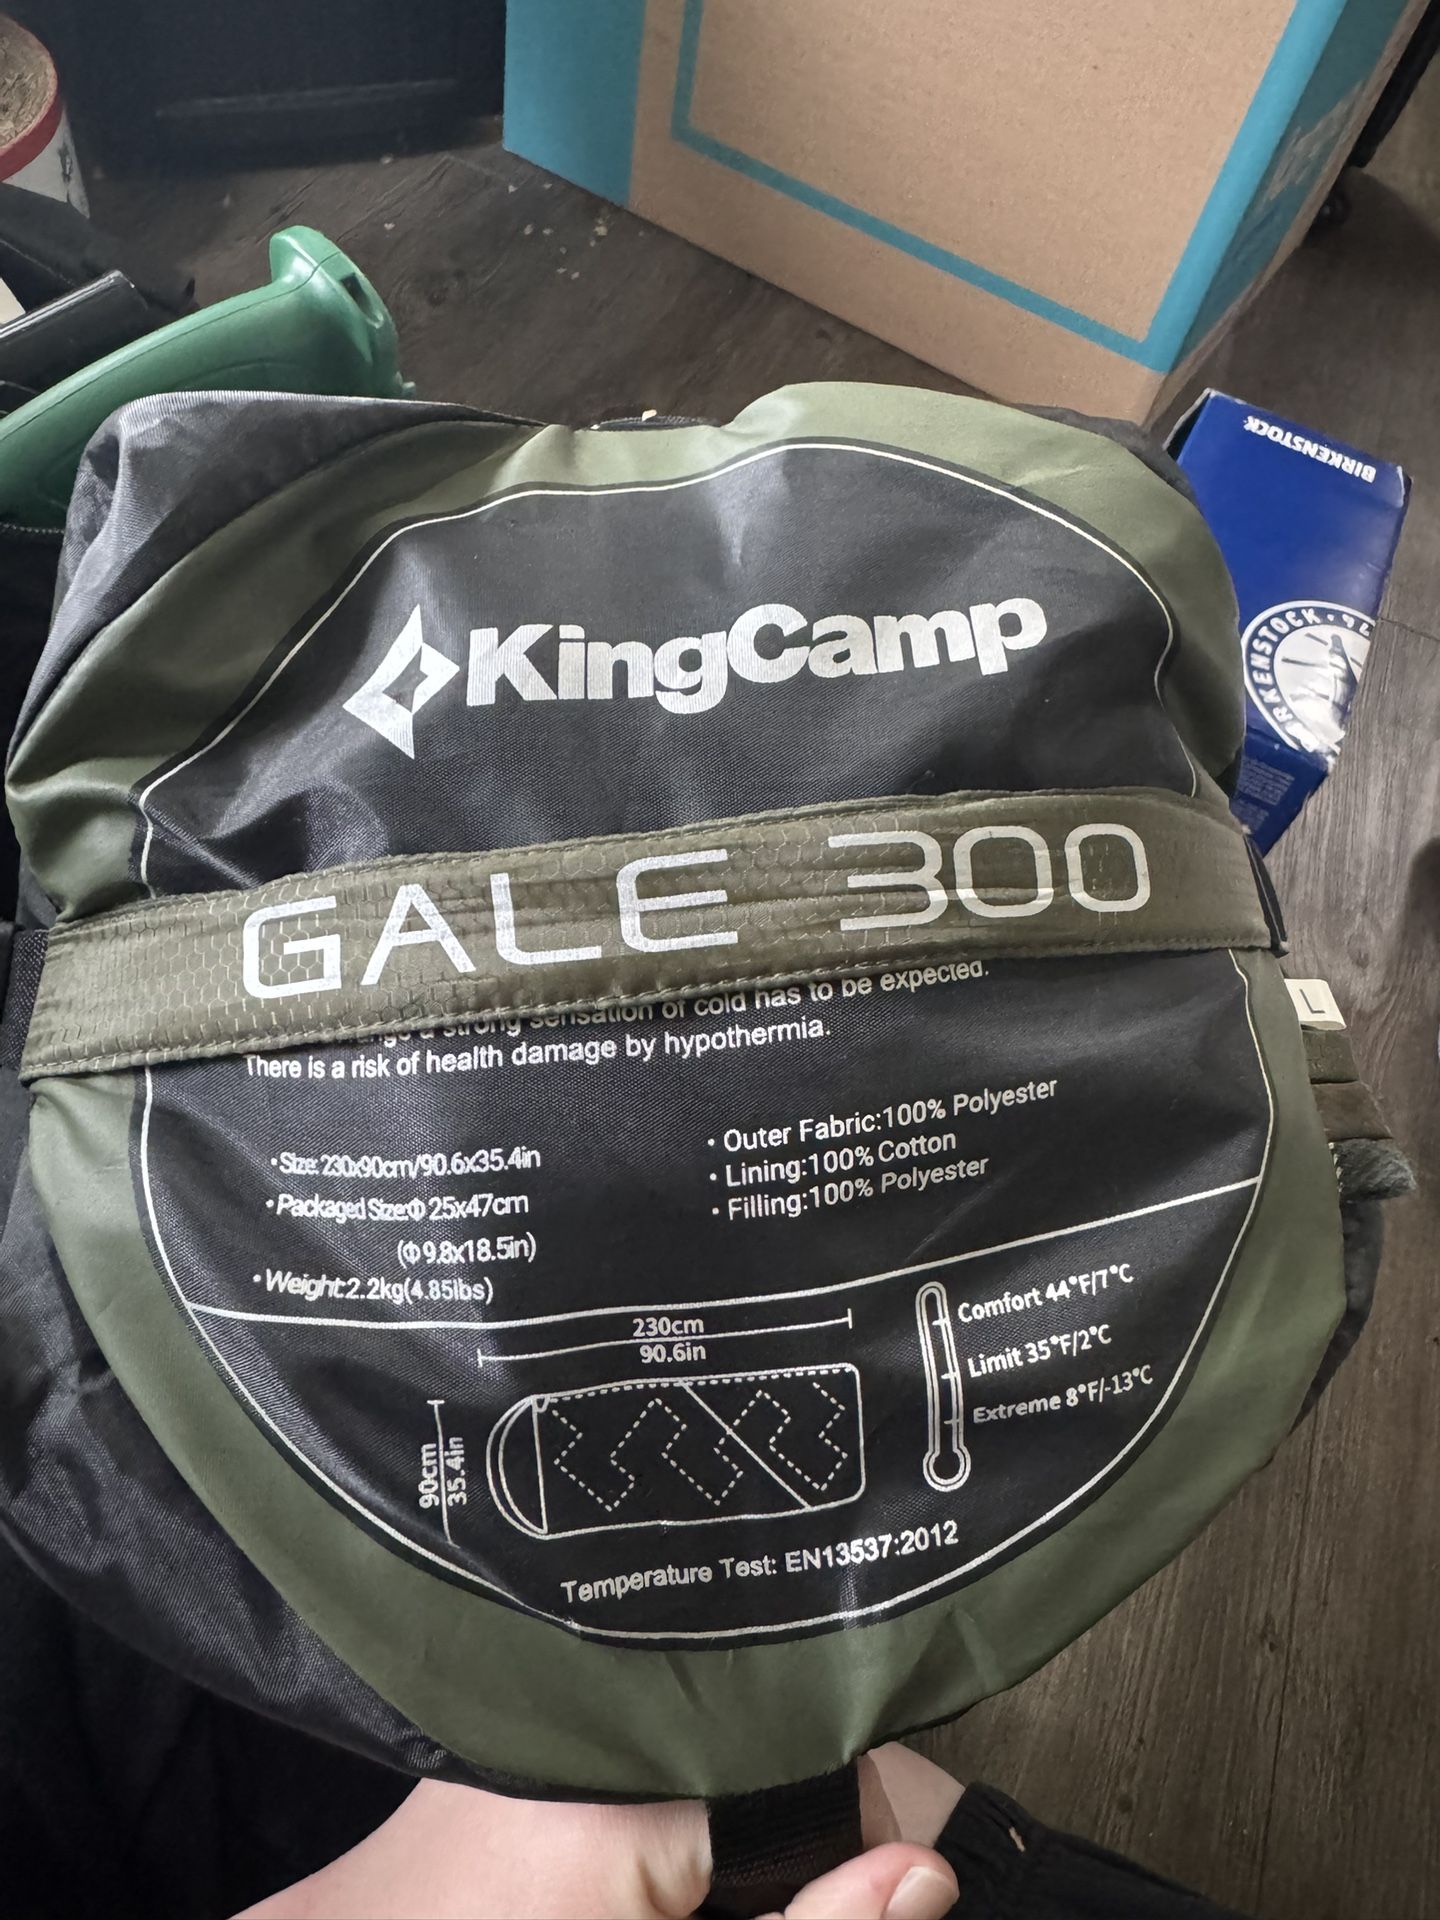 BIRKENSTOCK
KingCamp
GALE 300
strong sensation of cold has to be expected.
There is a risk of health damage by hypothermia.
•Size:230x90cm/90.6x35.4in
•Packaged Size:Φ 25x47cm
(Φ9.8x18.5in)
•Weight:2.2kg(4.85lbs)
• Outer Fabric:100% Polyester
• Lining:100% Cotton
• Filling:100% Polyester
L
230cm
90.6in
90cm
35.4in
Comfort 44°F/7°C
Limit 35°F/2°C
Extreme 8°F/-13°C
Temperature Test: EN13537:2012